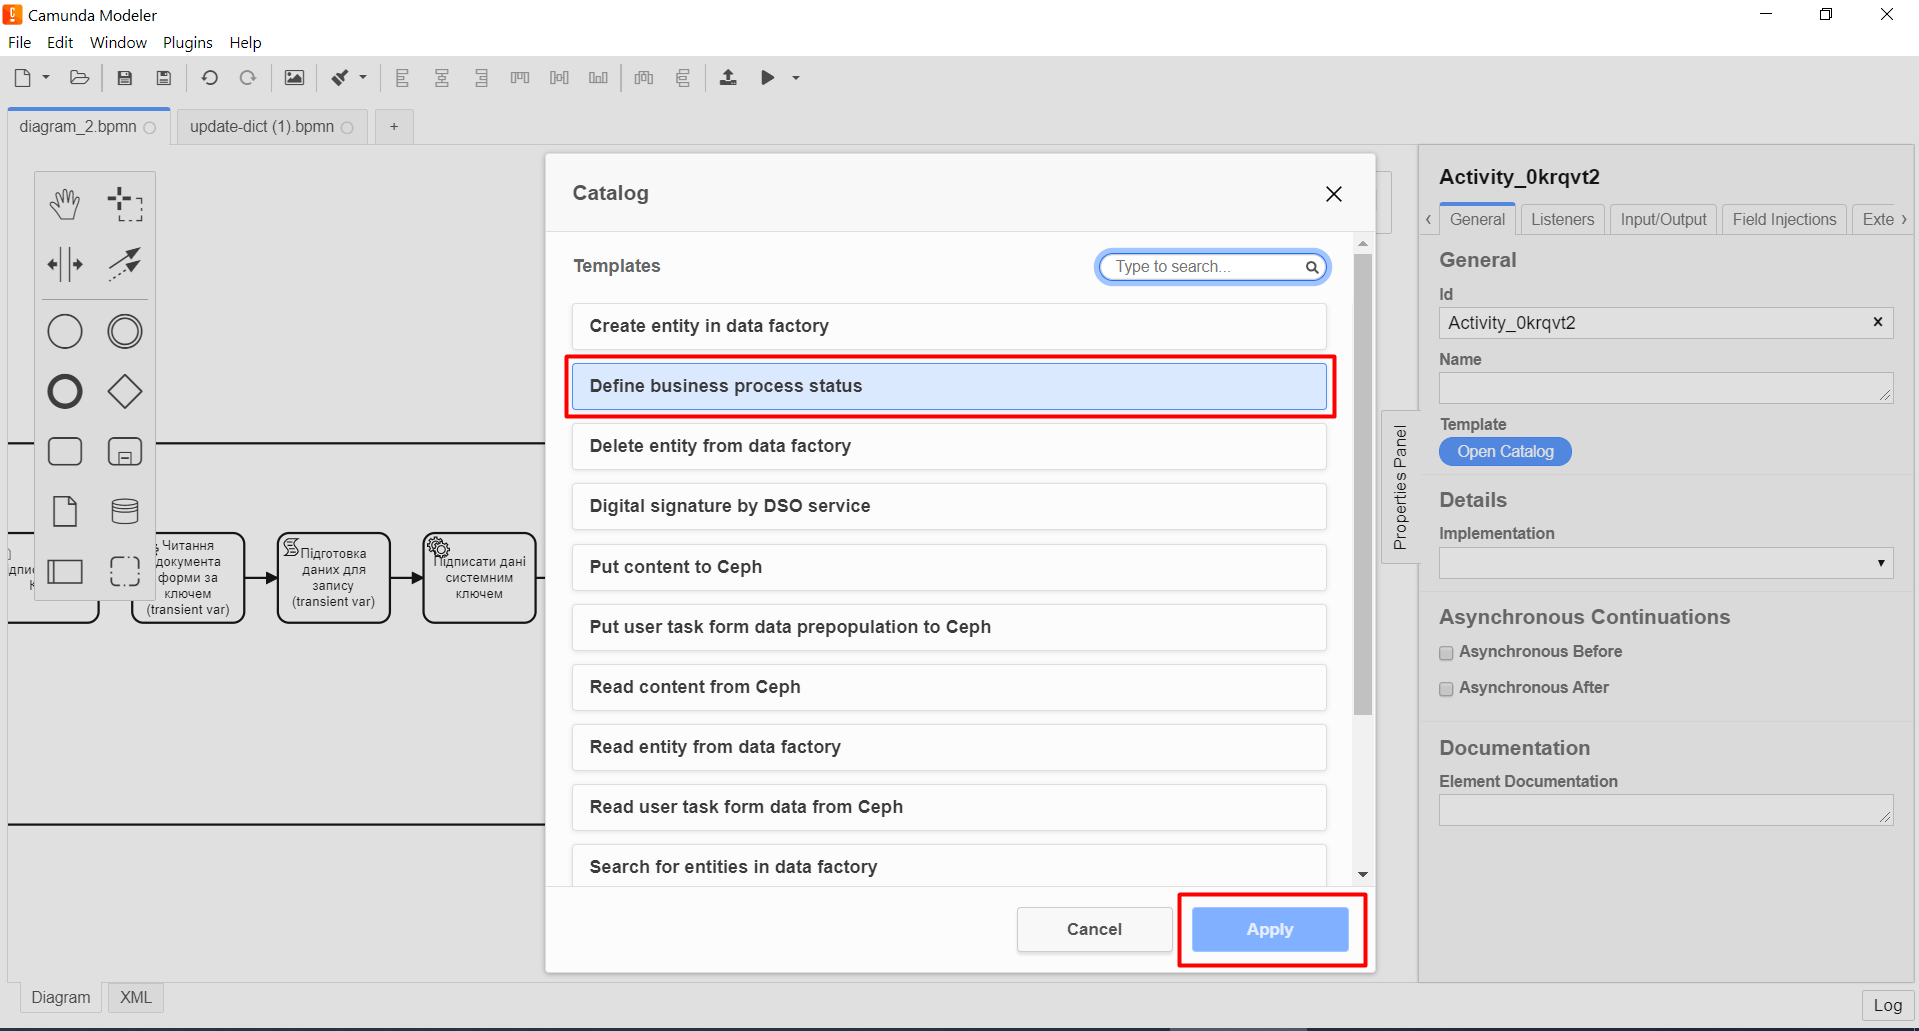 Camunda Modeler
File Edit Window Plugins Help
diagram_2.bpmn
update-dict (1).bpmn
+
Catalog
Templates
Type to search...
Create entity in data factory
Define business process status
Delete entity from data factory
Digital signature by DSO service
Put content to Ceph
Put user task form data prepopulation to Ceph
Read content from Ceph
Read entity from data factory
Read user task form data from Ceph
Search for entities in data factory
Cancel
Apply
Читання
документа
форми за
ключем
(transient var)
Підготовка
даних для
запису
(transient var)
Підписати дані
системним
ключем
Properties Panel
Activity_0krqvt2
General
Listeners
Input/Output
Field Injections
Exte
General
Id
Activity_0krqvt2
Name
Template
Open Catalog
Details
Implementation
Asynchronous Continuations
Asynchronous Before
Asynchronous After
Documentation
Element Documentation
Diagram
XML
Log